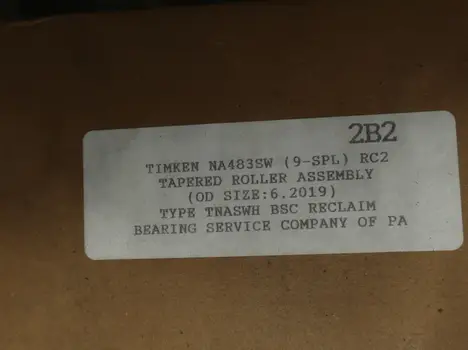 2B2
TIMKEN NA483SW (9-SPL) RC2
TAPERED ROLLER ASSEMBLY
(OD SIZE:6.2019)
TYPE TNASWH BSC RECLAIM
BEARING SERVICE COMPANY OF PA